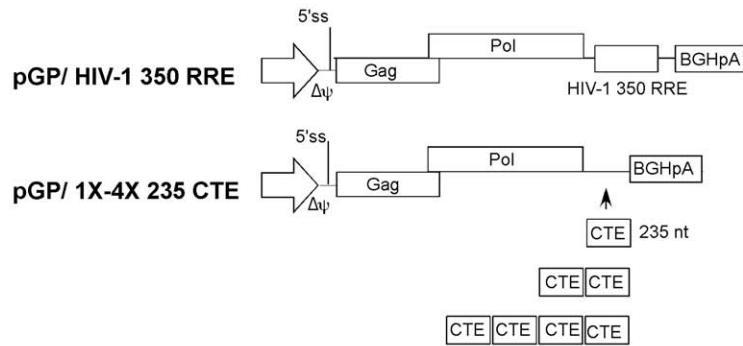 5'ss
pGP/ HIV-1 350 RRE
Δψ
Gag
Pol
HIV-1 350 RRE
BGHpA
5'ss
pGP/ 1X-4X 235 CTE
Δψ
Gag
Pol
BGHpA
CTE 235 nt
CTE CTE
CTE CTE CTE CTE